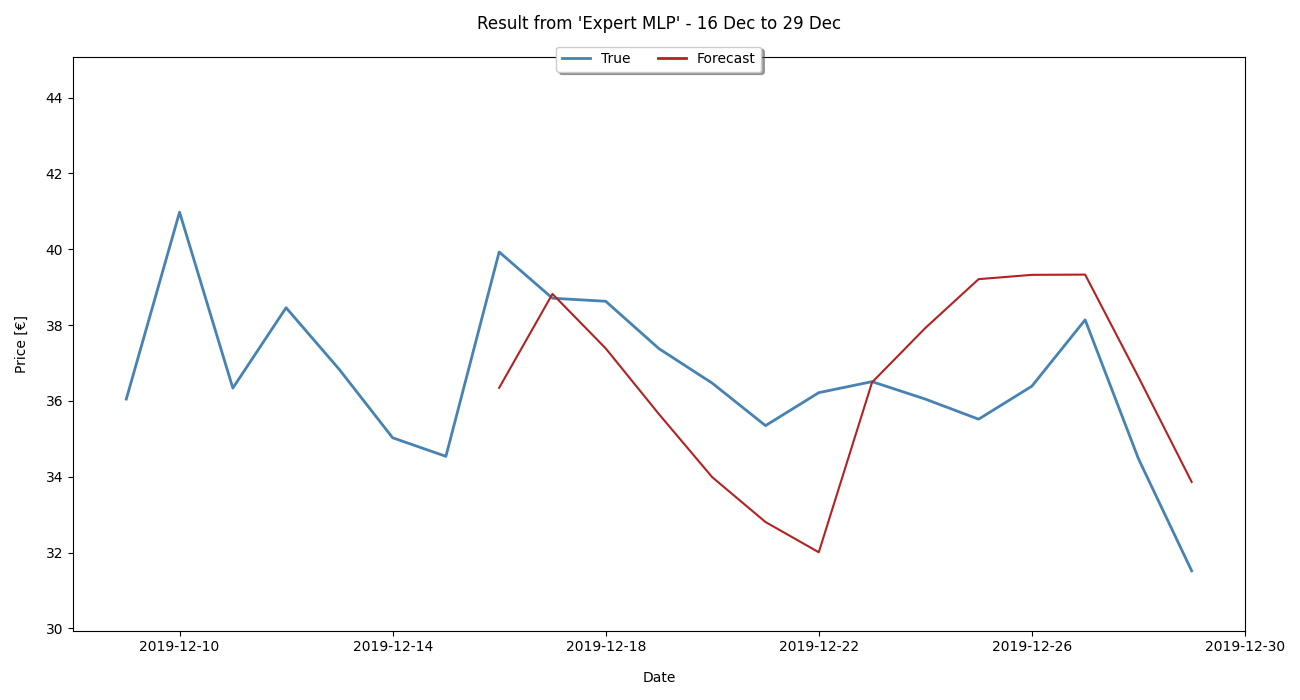 Result from 'Expert MLP' - 16 Dec to 29 Dec
True Forecast
44
42
40
38
36
34
32
30
Price [€]
2019-12-10 2019-12-14 2019-12-18 2019-12-22 2019-12-26 2019-12-30
Date